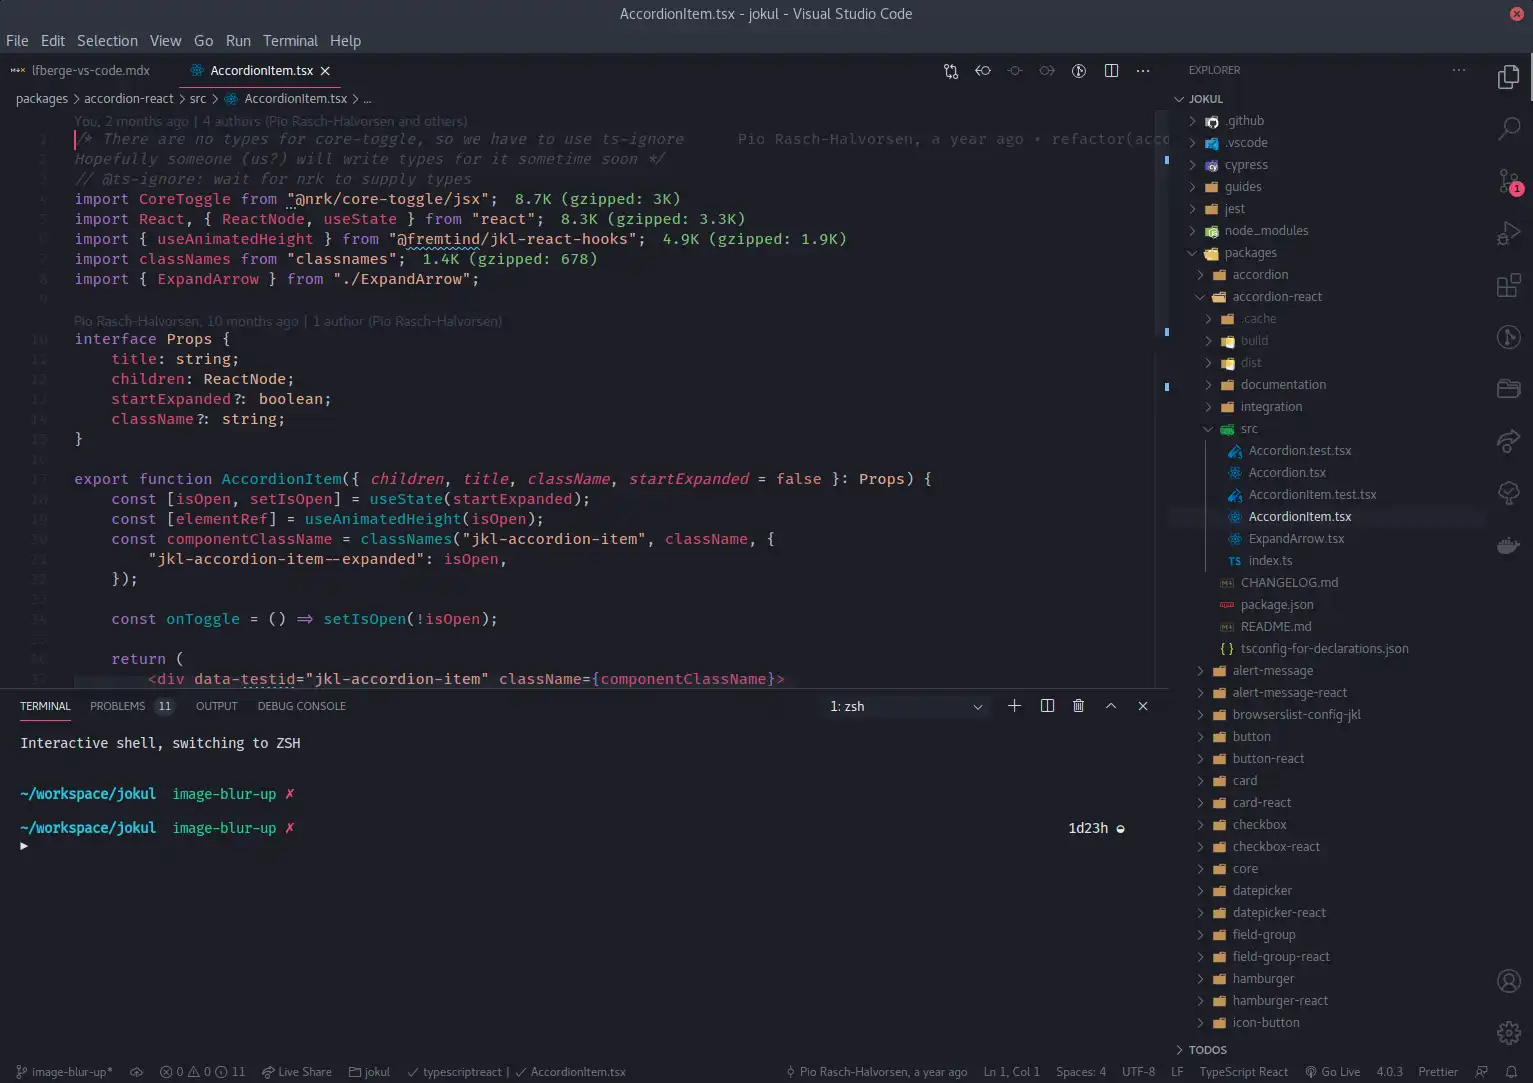 AccordionItem.tsx - jokul - Visual Studio Code
File Edit Selection View Go Run Terminal Help
lfberge-vs-code.mdx AccordionItem.tsx
packages > accordion-react > src > AccordionItem.tsx > ...
You, 2 months ago | 4 authors (Pio Rasch-Halvorsen and others)
1 /* There are no types for core-toggle, so we have to use ts-ignore Pio Rasch-Halvorsen, a year ago • refactor(acco
2 Hopefully someone (us?) will write types for it sometime soon */
3 // @ts-ignore: wait for nrk to supply types
4 import CoreToggle from "@nrk/core-toggle/jsx"; 8.7K (gzipped: 3K)
5 import React, { ReactNode, useState } from "react"; 8.3K (gzipped: 3.3K)
6 import { useAnimatedHeight } from "@fremtind/jkl-react-hooks"; 4.9K (gzipped: 1.9K)
7 import classNames from "classnames"; 1.4K (gzipped: 678)
8 import { ExpandArrow } from "./ExpandArrow";
9
Pio Rasch-Halvorsen, 10 months ago | 1 author (Pio Rasch-Halvorsen)
10 interface Props {
11 title: string;
12 children: ReactNode;
13 startExpanded?: boolean;
14 className?: string;
15 }
16
17 export function AccordionItem({ children, title, className, startExpanded = false }: Props) {
18 const [isOpen, setIsOpen] = useState(startExpanded);
19 const [elementRef] = useAnimatedHeight(isOpen);
20 const componentClassName = classNames("jkl-accordion-item", className, {
21 "jkl-accordion-item--expanded": isOpen,
22 });
23
24 const onToggle = () => setIsOpen(!isOpen);
25
26 return (
27 <div data-testid="jkl-accordion-item" className={componentClassName}>
TERMINAL PROBLEMS 11 OUTPUT DEBUG CONSOLE 1: zsh
Interactive shell, switching to ZSH
~/workspace/jokul image-blur-up ✗
~/workspace/jokul image-blur-up ✗ 1d23h
EXPLORER
JOKUL
.github
.vscode
cypress
guides
jest
node_modules
packages
accordion
accordion-react
.cache
build
dist
documentation
integration
src
Accordion.test.tsx
Accordion.tsx
AccordionItem.test.tsx
AccordionItem.tsx
ExpandArrow.tsx
TS index.ts
CHANGELOG.md
package.json
README.md
{ } tsconfig-for-declarations.json
alert-message
alert-message-react
browserslist-config-jkl
button
button-react
card
card-react
checkbox
checkbox-react
core
datepicker
datepicker-react
field-group
field-group-react
hamburger
hamburger-react
icon-button
TODOS
1
image-blur-up* 0 0 11 Live Share jokul typescriptreact | AccordionItem.tsx Pio Rasch-Halvorsen, a year ago Ln 1, Col 1 Spaces: 4 UTF-8 LF TypeScript React Go Live 4.0.3 Prettier